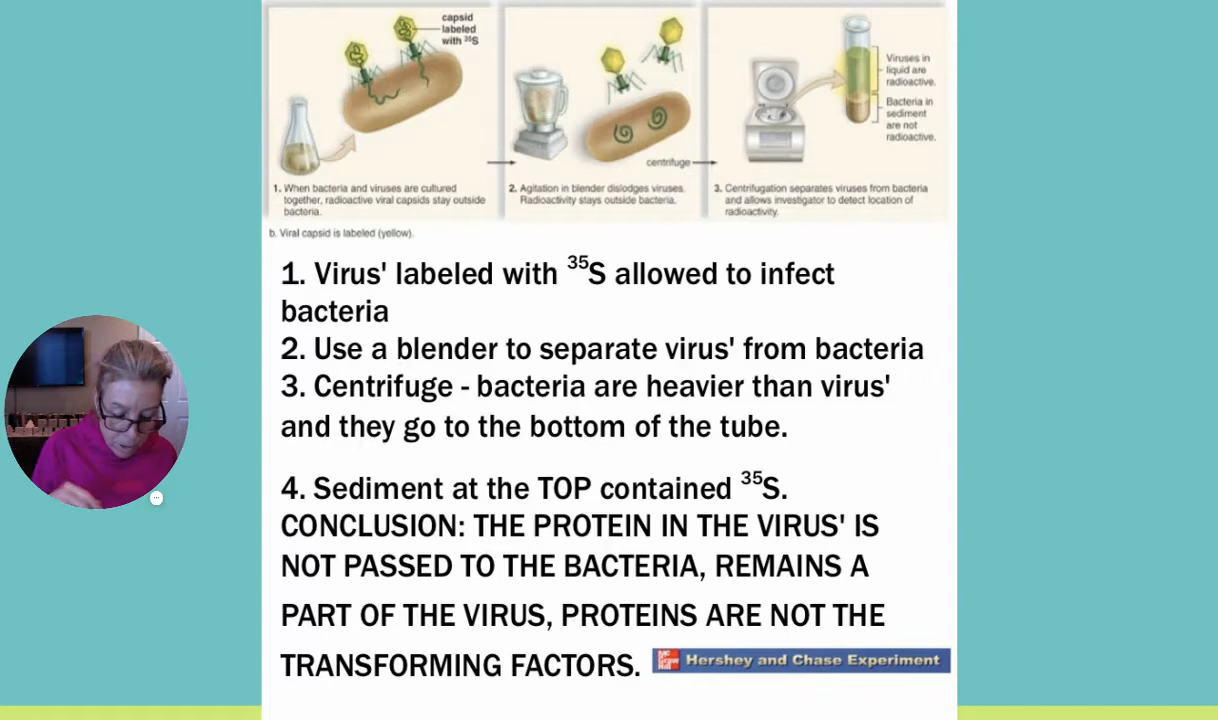 capsid
labeled
with ³⁵S
Viruses in
liquid are
radioactive.
Bacteria in
sediment
are not
radioactive.
centrifuge
1. When bacteria and viruses are cultured
together, radioactive viral capsids stay outside
bacteria.
2. Agitation in blender dislodges viruses.
Radioactivity stays outside bacteria.
3. Centrifugation separates viruses from bacteria
and allows investigator to detect location of
radioactivity.
b. Viral capsid is labeled (yellow).
1. Virus' labeled with ³⁵S allowed to infect
bacteria
2. Use a blender to separate virus' from bacteria
3. Centrifuge - bacteria are heavier than virus'
and they go to the bottom of the tube.
4. Sediment at the TOP contained ³⁵S.
CONCLUSION: THE PROTEIN IN THE VIRUS' IS
NOT PASSED TO THE BACTERIA, REMAINS A
PART OF THE VIRUS, PROTEINS ARE NOT THE
TRANSFORMING FACTORS.
Mc Graw Hill Hershey and Chase Experiment